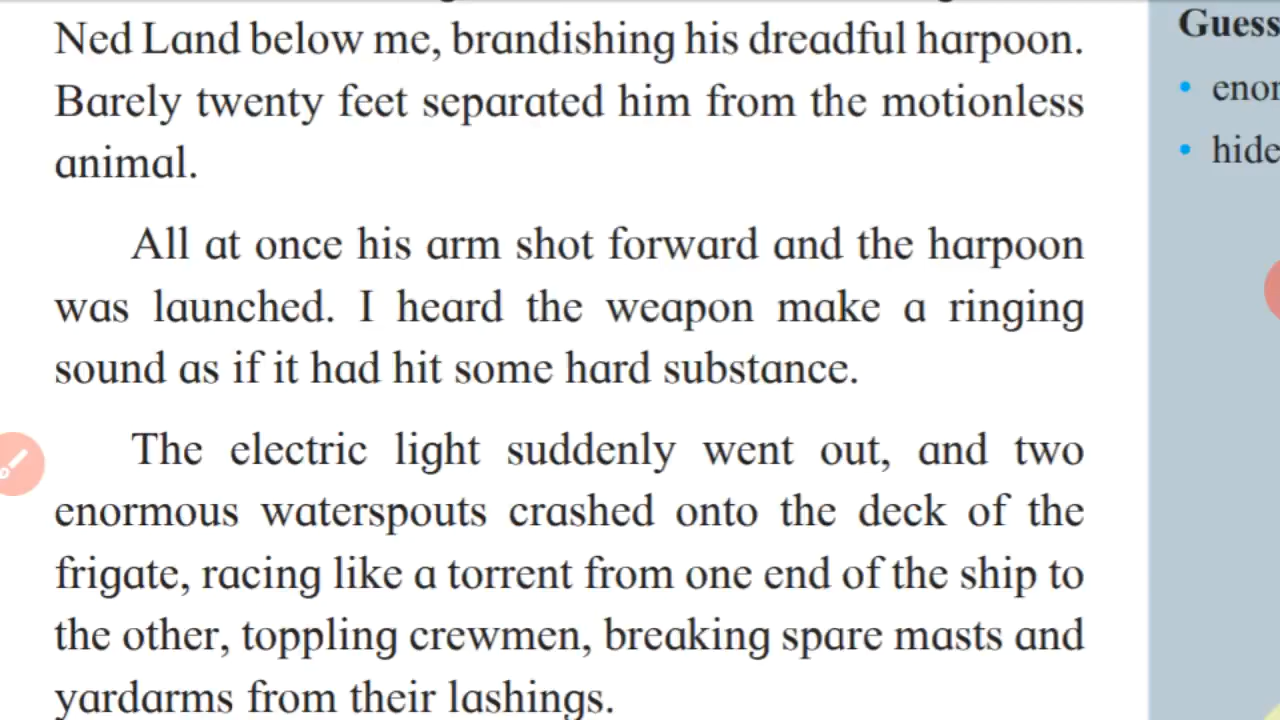 Ned Land below me, brandishing his dreadful harpoon.
Barely twenty feet separated him from the motionless
animal.
All at once his arm shot forward and the harpoon
was launched. I heard the weapon make a ringing
sound as if it had hit some hard substance.
The electric light suddenly went out, and two
enormous waterspouts crashed onto the deck of the
frigate, racing like a torrent from one end of the ship to
the other, toppling crewmen, breaking spare masts and
yardarms from their lashings.
Guess
• enor
• hide